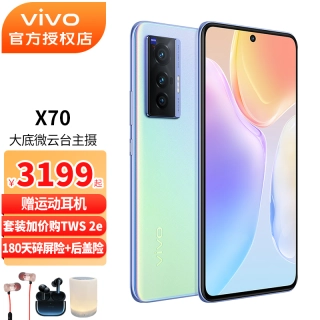 vivo
官方授权店
X70
大底微云台主摄
¥3199起
赠运动耳机
套装加价购TWS 2e
180天碎屏险+后盖险
vivo